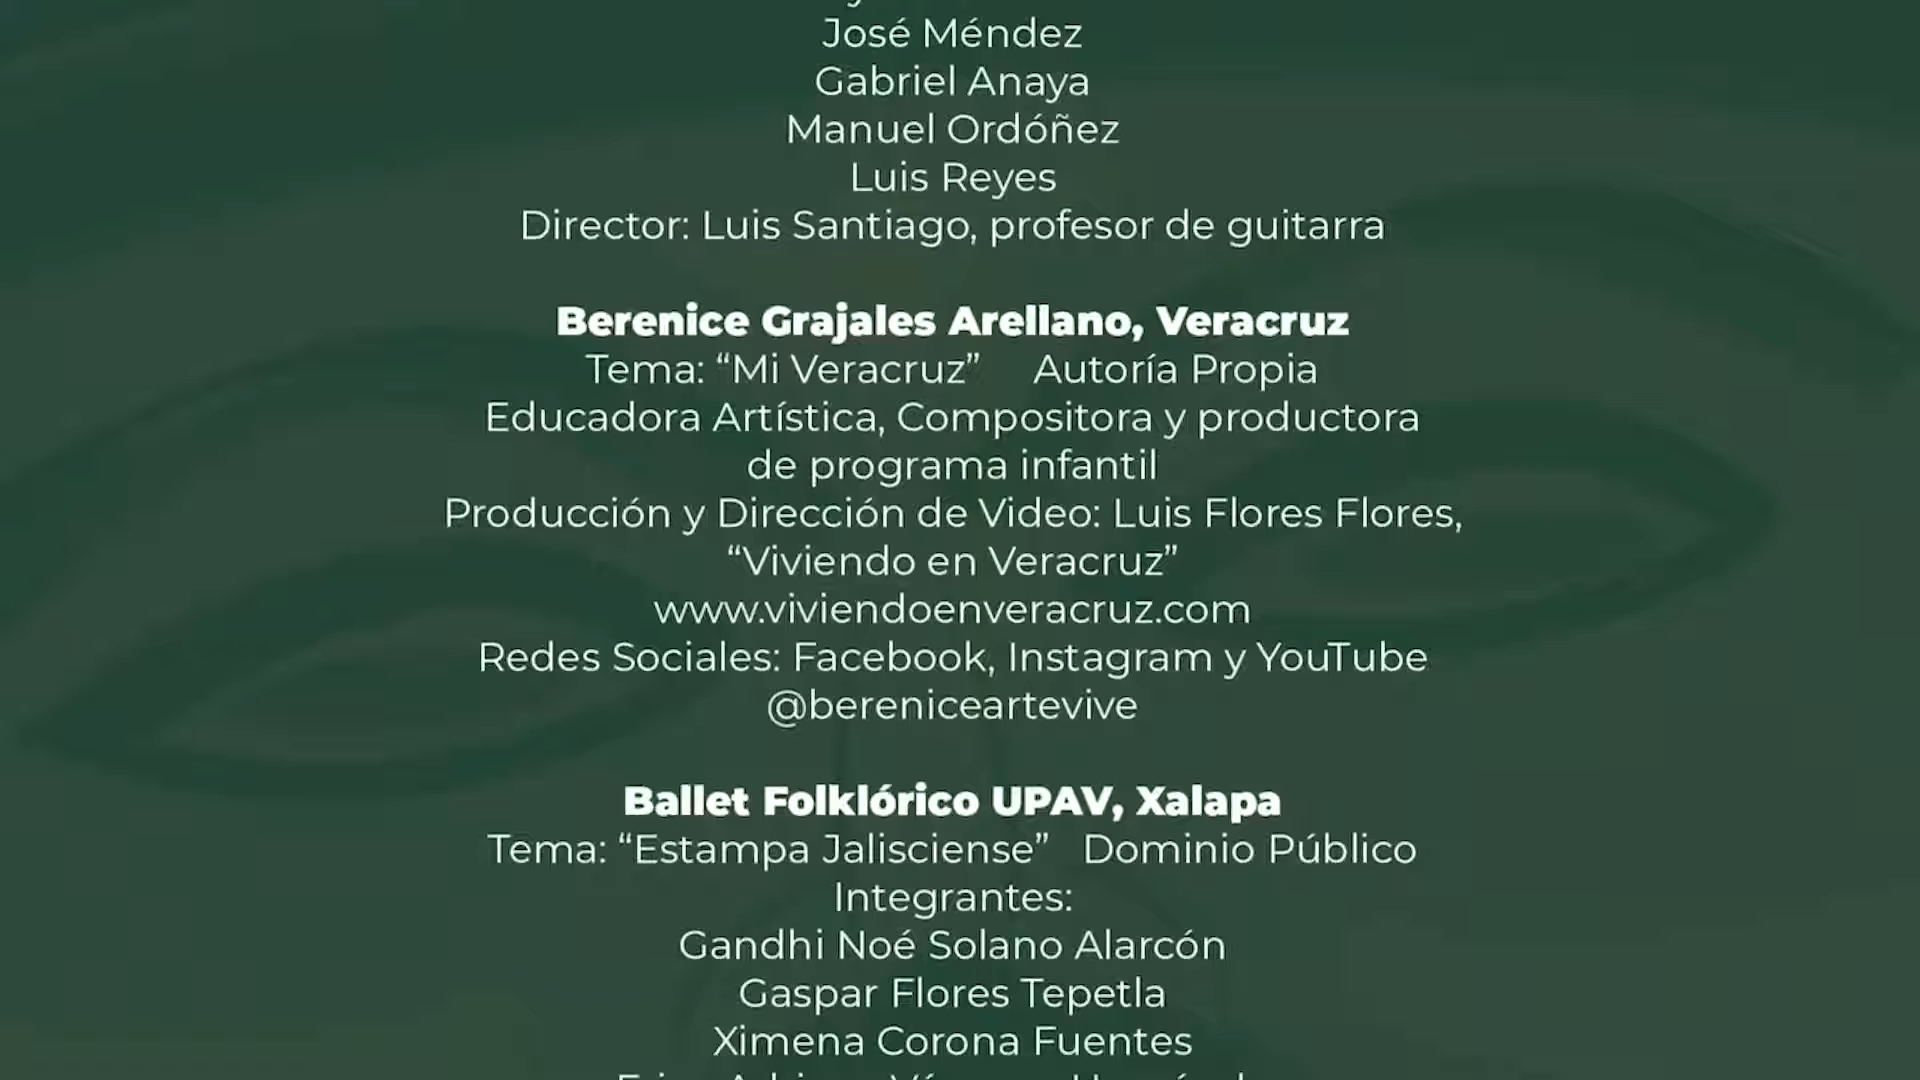 José Méndez
Gabriel Anaya
Manuel Ordóñez
Luis Reyes
Director: Luis Santiago, profesor de guitarra
Berenice Grajales Arellano, Veracruz
Tema: “Mi Veracruz” Autoría Propia
Educadora Artística, Compositora y productora
de programa infantil
Producción y Dirección de Video: Luis Flores Flores,
“Viviendo en Veracruz”
www.viviendoenveracruz.com
Redes Sociales: Facebook, Instagram y YouTube
@bereniceartevive
Ballet Folklórico UPAV, Xalapa
Tema: “Estampa Jalisciense” Dominio Público
Integrantes:
Gandhi Noé Solano Alarcón
Gaspar Flores Tepetla
Ximena Corona Fuentes